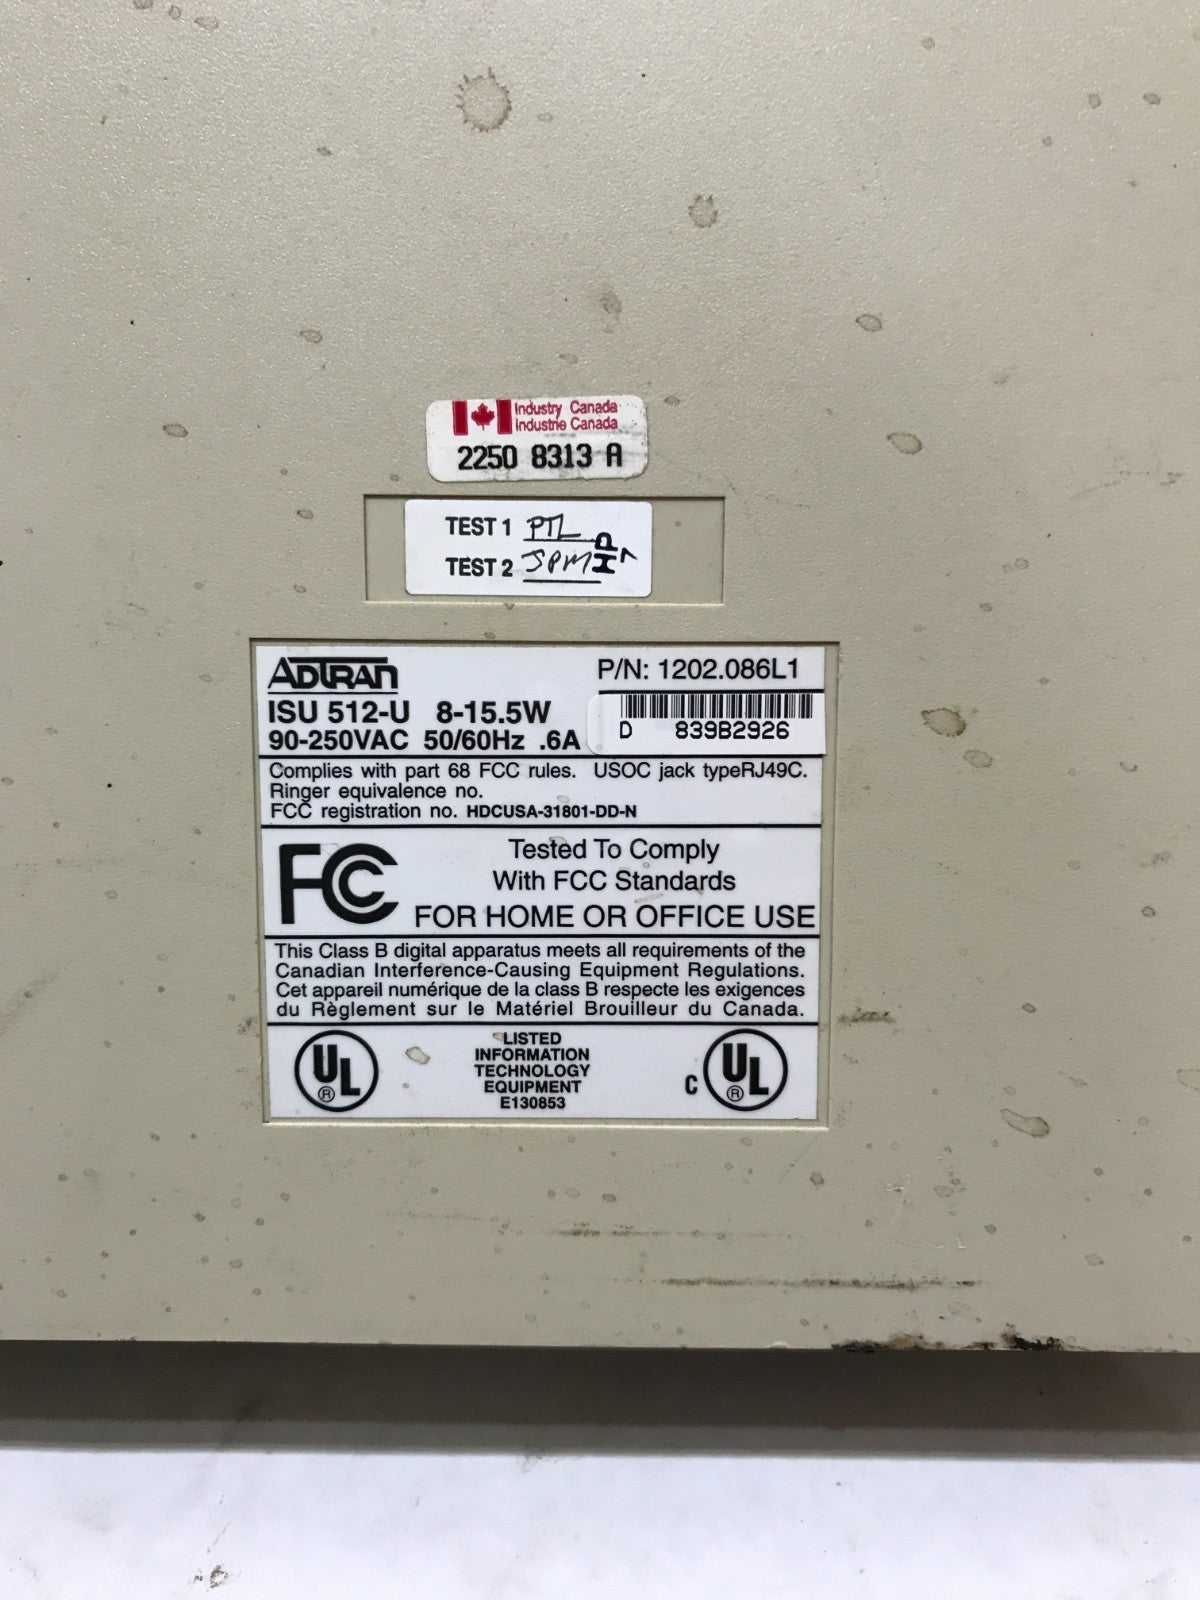 Industry Canada
Industrie Canada
2250 8313 A
TEST 1 PTL
TEST 2 JPM
ADTRAN
P/N: 1202.086L1
ISU 512-U 8-15.5W
90-250VAC 50/60Hz .6A
D 839B2926
Complies with part 68 FCC rules. USOC jack typeRJ49C.
Ringer equivalence no.
FCC registration no. HDCUSA-31801-DD-N
FCC
Tested To Comply
With FCC Standards
FOR HOME OR OFFICE USE
This Class B digital apparatus meets all requirements of the
Canadian Interference-Causing Equipment Regulations.
Cet appareil numérique de la class B respecte les exigences
du Règlement sur le Matériel Brouilleur du Canada.
UL ®
LISTED
INFORMATION
TECHNOLOGY
EQUIPMENT
E130853
C UL ®